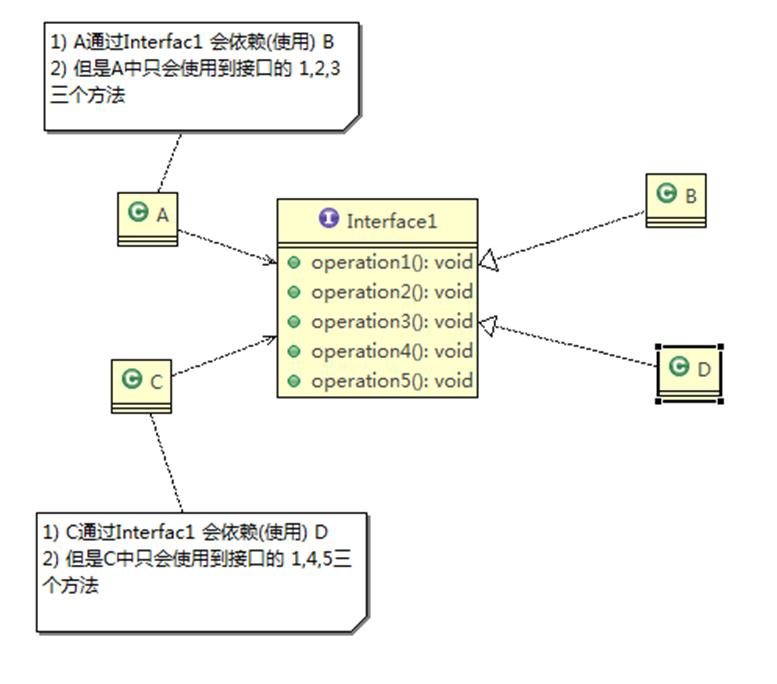 1) A通过Interfac1 会依赖(使用) B
2) 但是A中只会使用到接口的 1,2,3
三个方法
C A
I Interface1
operation1(): void
operation2(): void
operation3(): void
operation4(): void
operation5(): void
C B
C C
C D
1) C通过Interfac1 会依赖(使用) D
2) 但是C中只会使用到接口的 1,4,5三
个方法